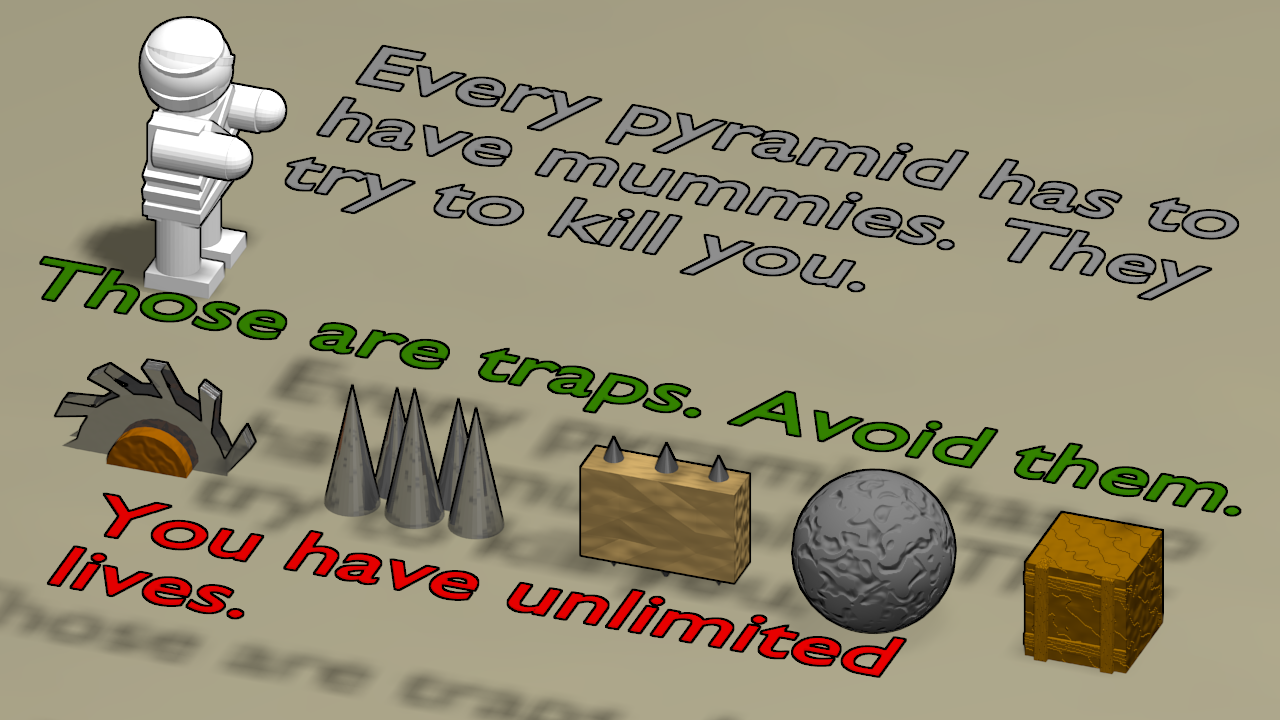 Every pyramid has to
have mummies. They
try to kill you.
Those are traps. Avoid them.
You have unlimited
lives.